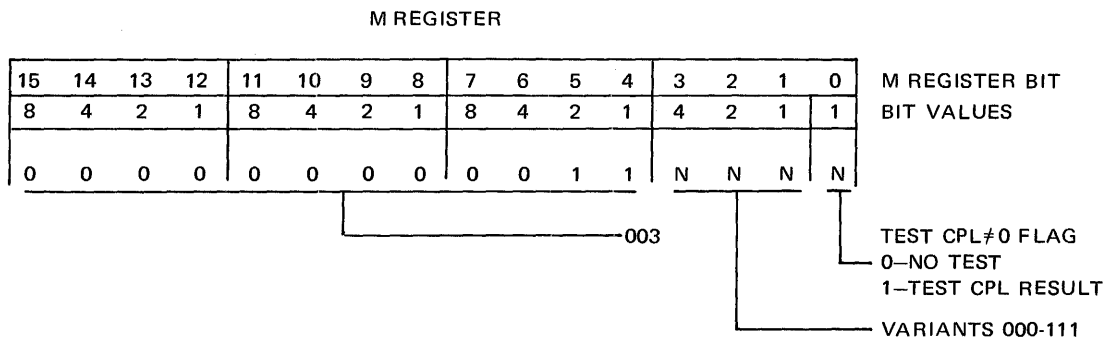 M REGISTER
15 14 13 12 11 10 9 8 7 6 5 4 3 2 1 0 M REGISTER BIT
8 4 2 1 8 4 2 1 8 4 2 1 4 2 1 1 BIT VALUES
0 0 0 0 0 0 0 0 0 0 1 1 N N N N
003
TEST CPL≠0 FLAG
0—NO TEST
1—TEST CPL RESULT
VARIANTS 000-111